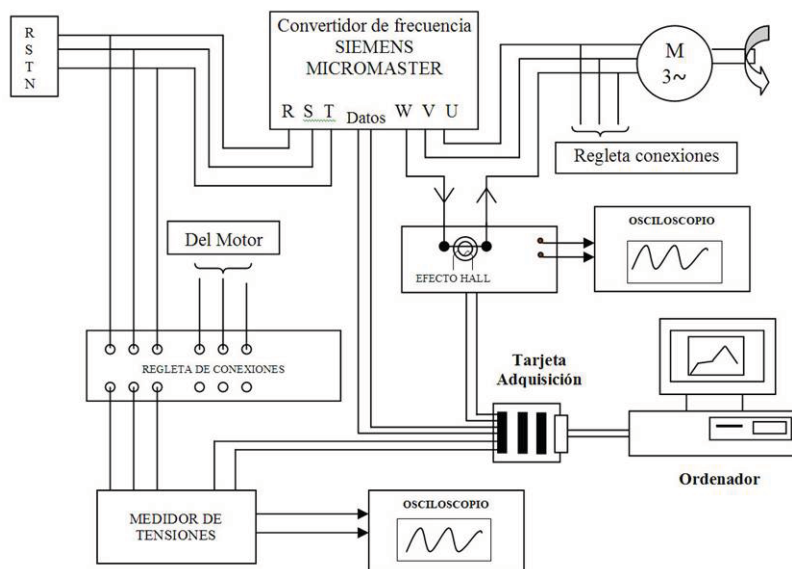 R
S
T
N
Convertidor de frecuencia
SIEMENS
MICROMASTER
R S T Datos W V U
M
3~
Regleta conexiones
Del Motor
EFECTO HALL
OSCILOSCOPIO
REGLETA DE CONEXIONES
Tarjeta
Adquisición
Ordenador
MEDIDOR DE
TENSIONES
OSCILOSCOPIO